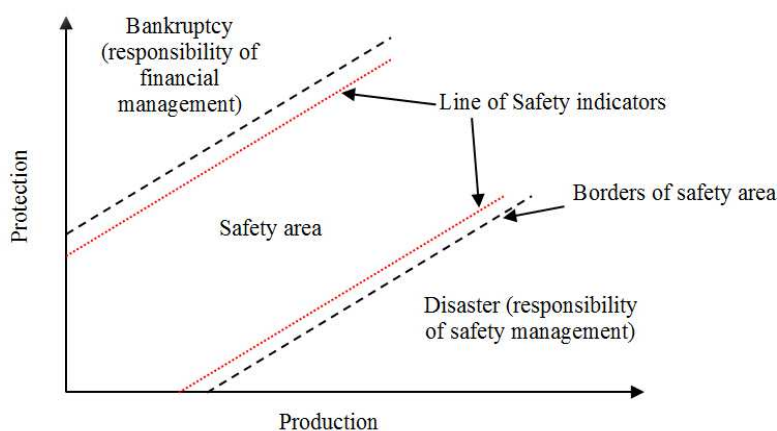 Bankruptcy
(responsibility of
financial
management)
Line of Safety indicators
Borders of safety area
Protection
Safety area
Disaster (responsibility
of safety management)
Production